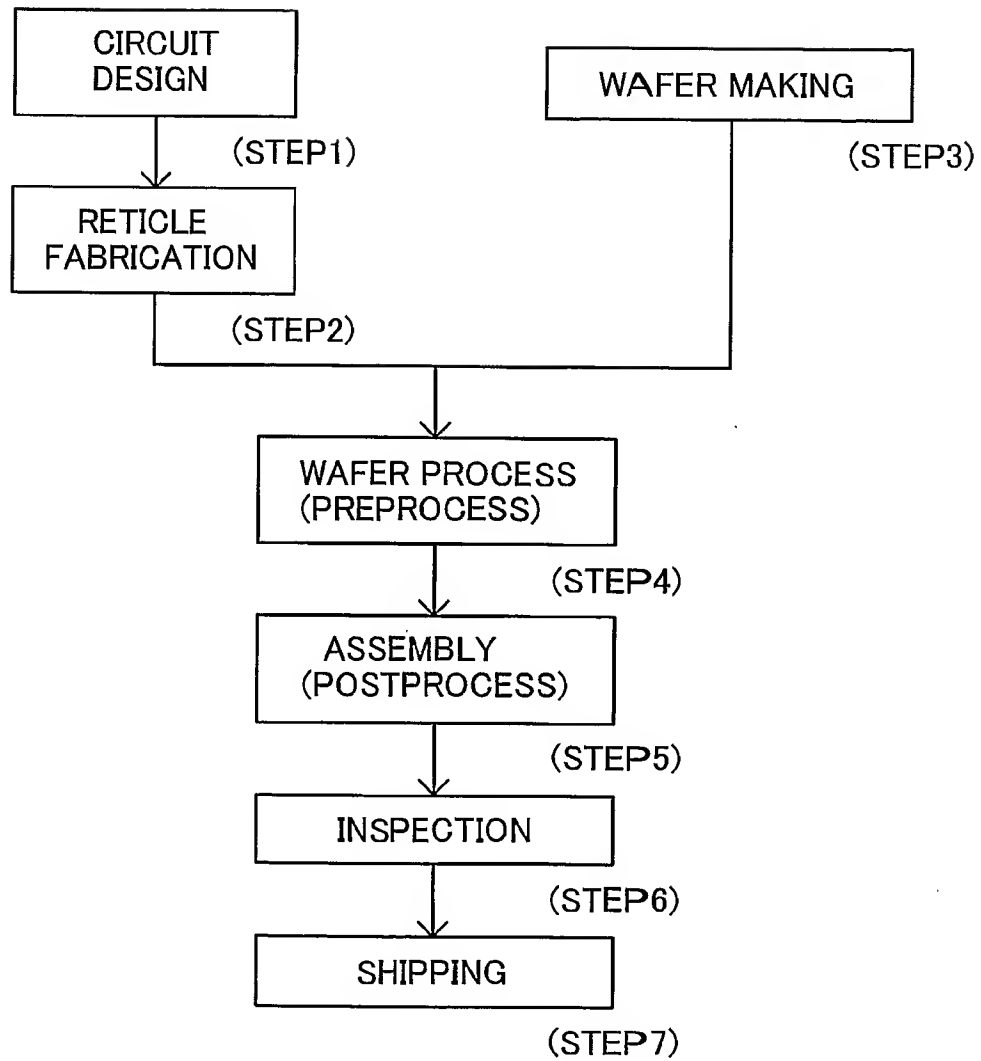 CIRCUIT
DESIGN
(STEP1)
RETICLE
FABRICATION
(STEP2)
WAFER MAKING
(STEP3)
WAFER PROCESS
(PREPROCESS)
(STEP4)
ASSEMBLY
(POSTPROCESS)
(STEP5)
INSPECTION
(STEP6)
SHIPPING
(STEP7)